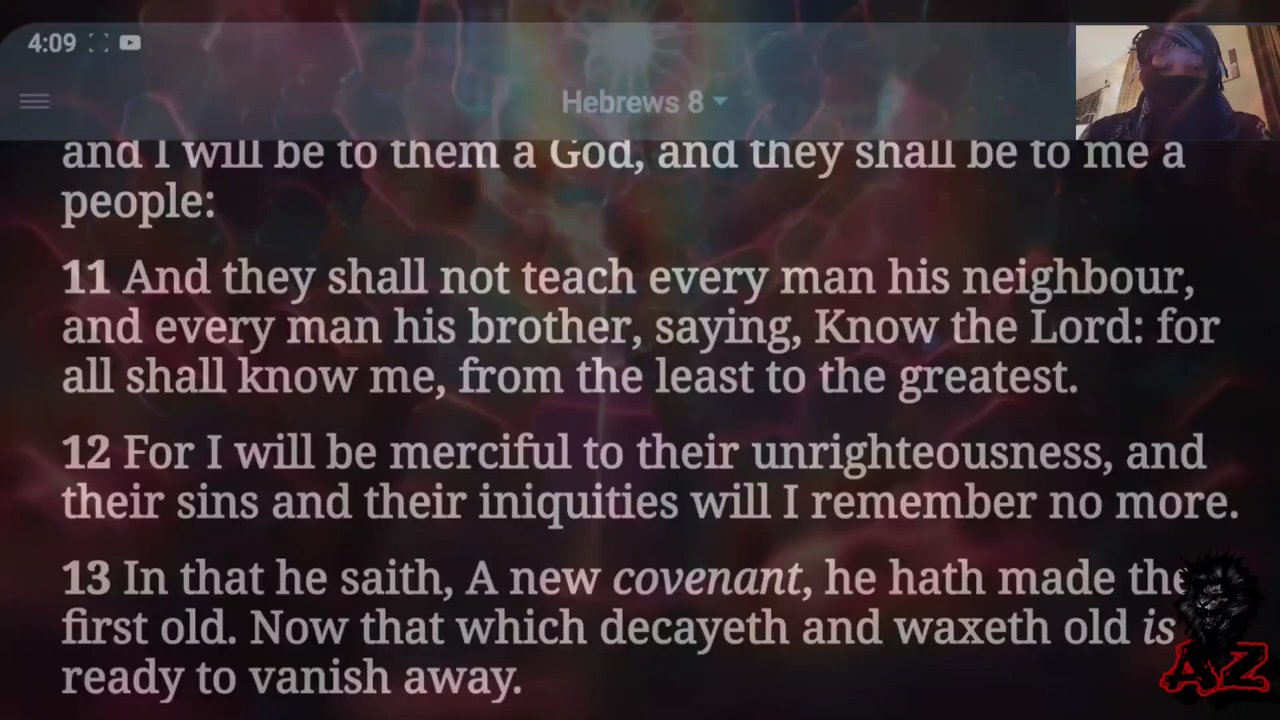 4:09
Hebrews 8
and I will be to them a God, and they shall be to me a
people:
11 And they shall not teach every man his neighbour,
and every man his brother, saying, Know the Lord: for
all shall know me, from the least to the greatest.
12 For I will be merciful to their unrighteousness, and
their sins and their iniquities will I remember no more.
13 In that he saith, A new covenant, he hath made the
first old. Now that which decayeth and waxeth old is
ready to vanish away.
AZ